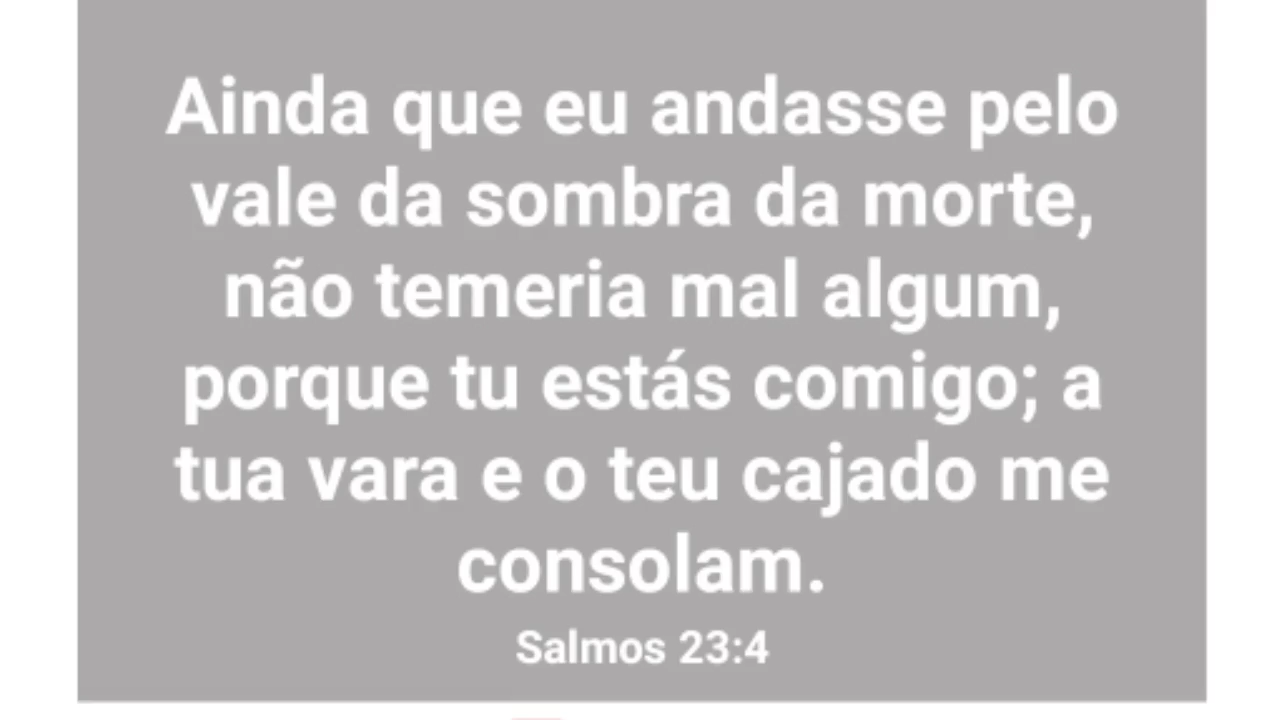 Ainda que eu andasse pelo
vale da sombra da morte,
não temeria mal algum,
porque tu estás comigo; a
tua vara e o teu cajado me
consolam.
Salmos 23:4